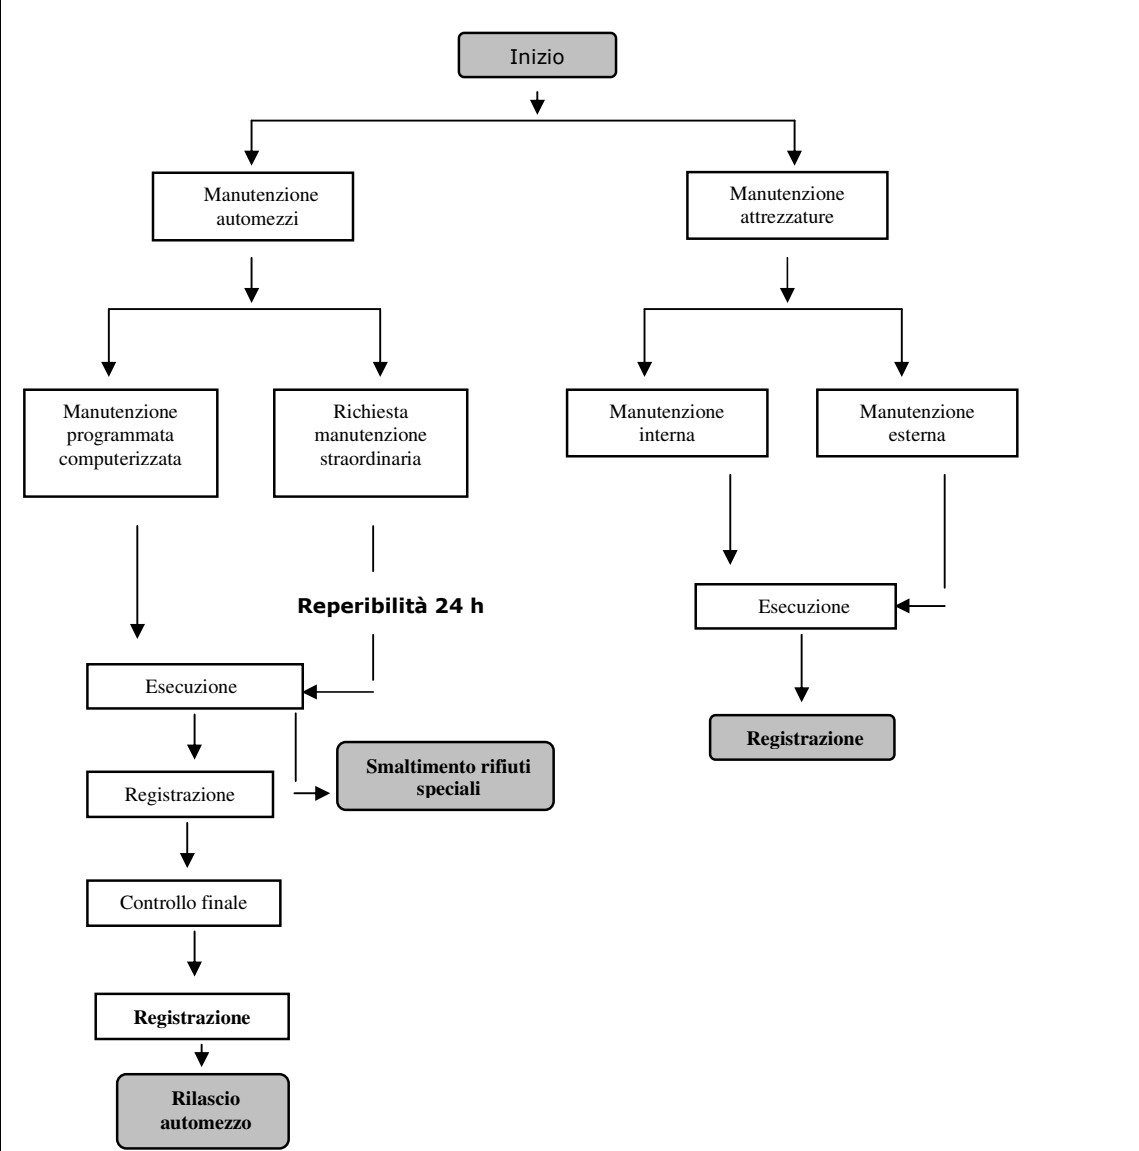 Inizio
Manutenzione
automezzi
Manutenzione
attrezzature
Manutenzione
programmata
computerizzata
Richiesta
manutenzione
straordinaria
Manutenzione
interna
Manutenzione
esterna
Reperibilità 24 h
Esecuzione
Esecuzione
Registrazione
Smaltimento rifiuti
speciali
Registrazione
Controllo finale
Registrazione
Rilascio
automezzo